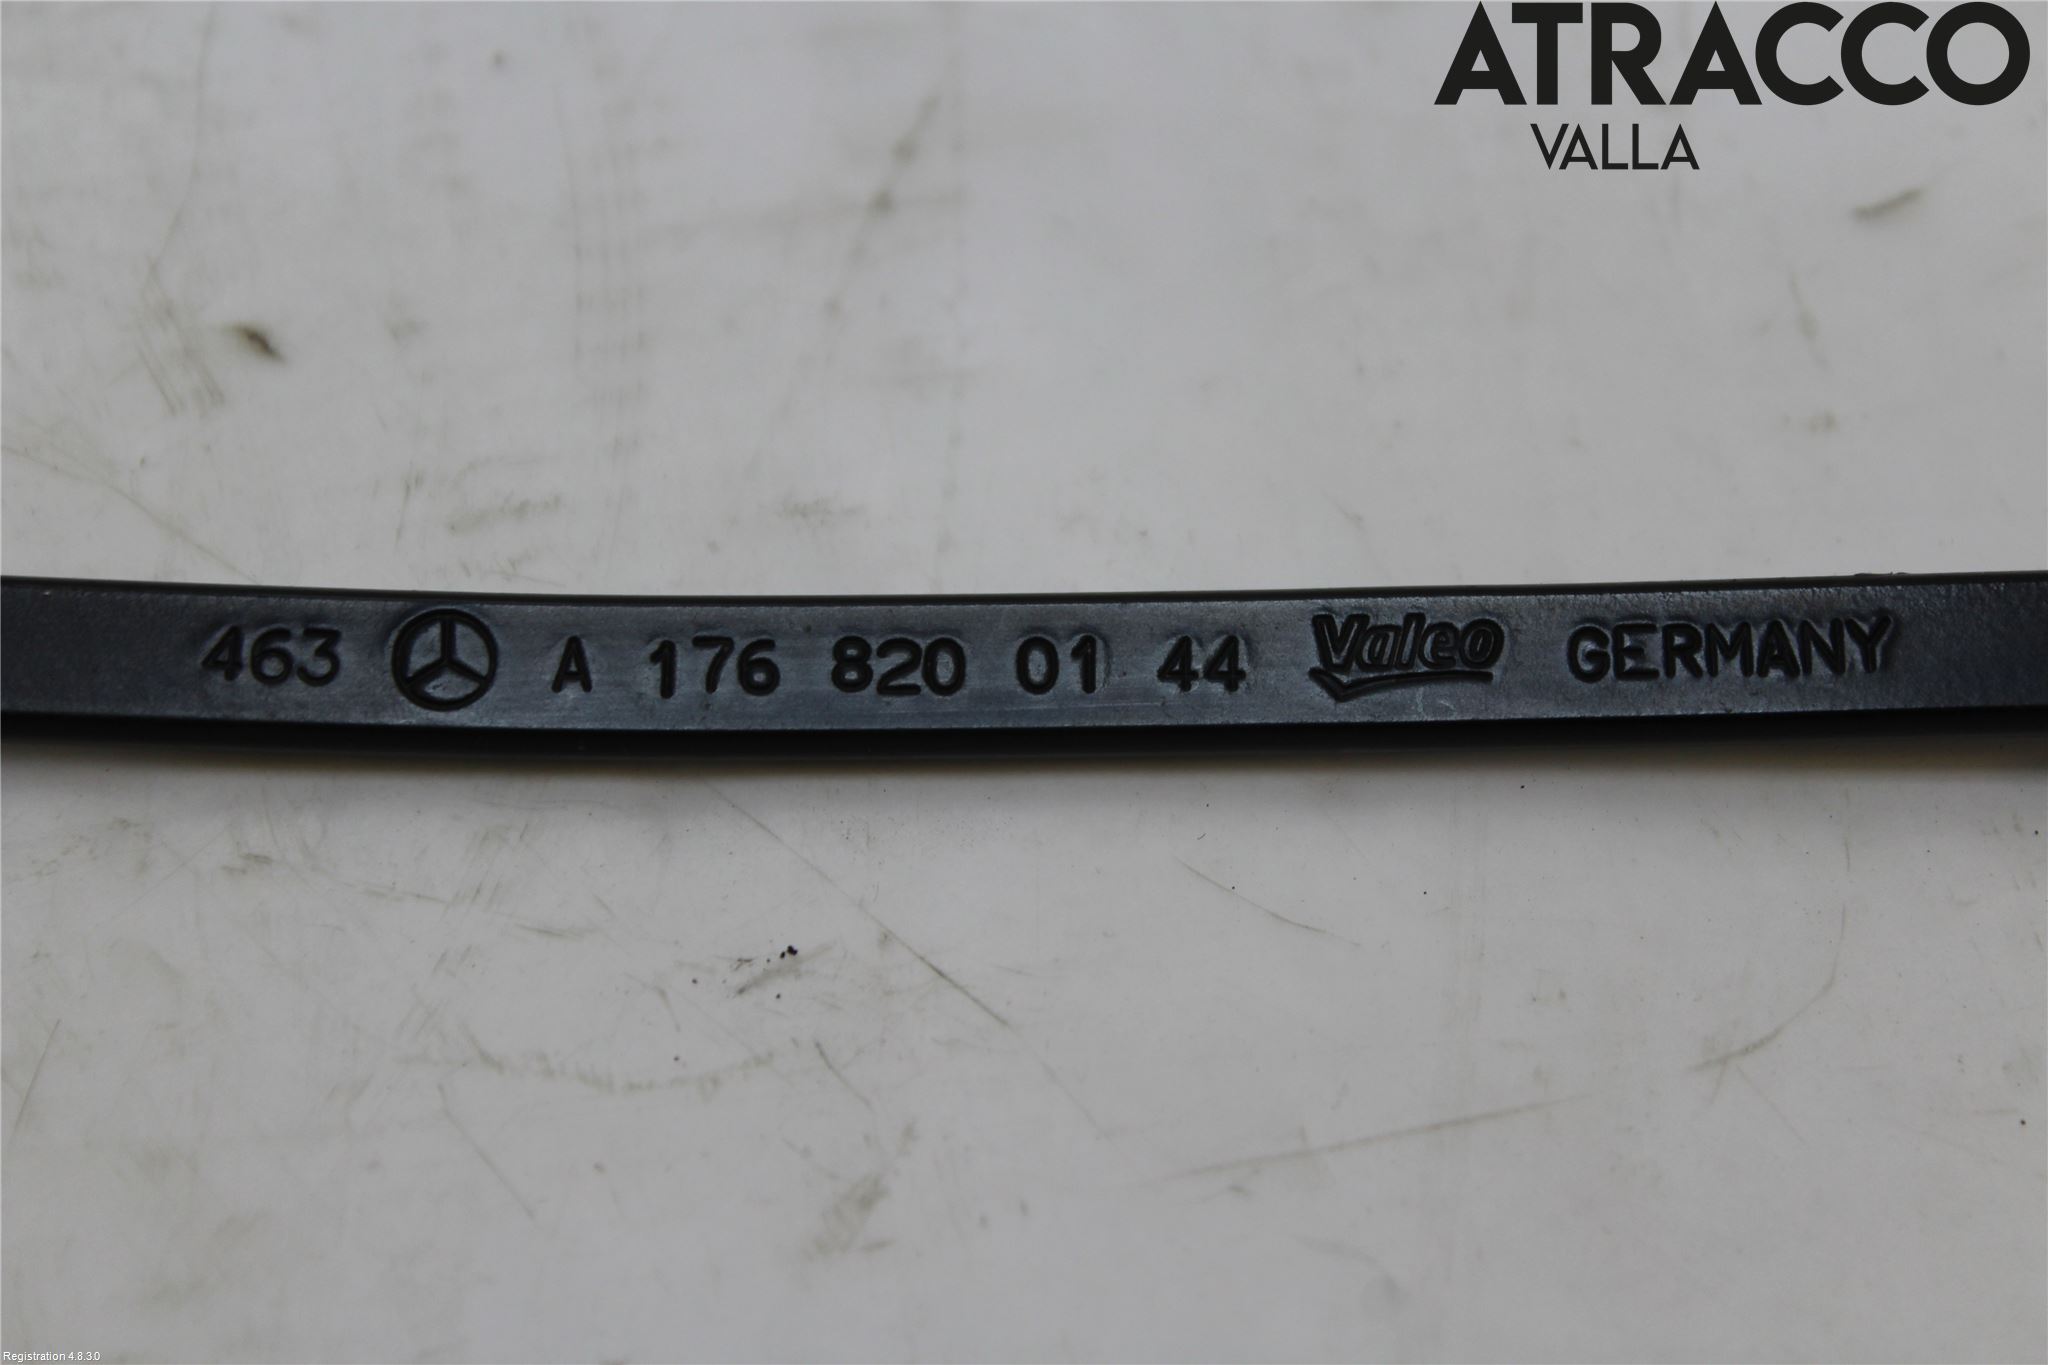 ATRACCO
VALLA
463 A 176 820 01 44 Valeo GERMANY
Registration 4.8.3.0